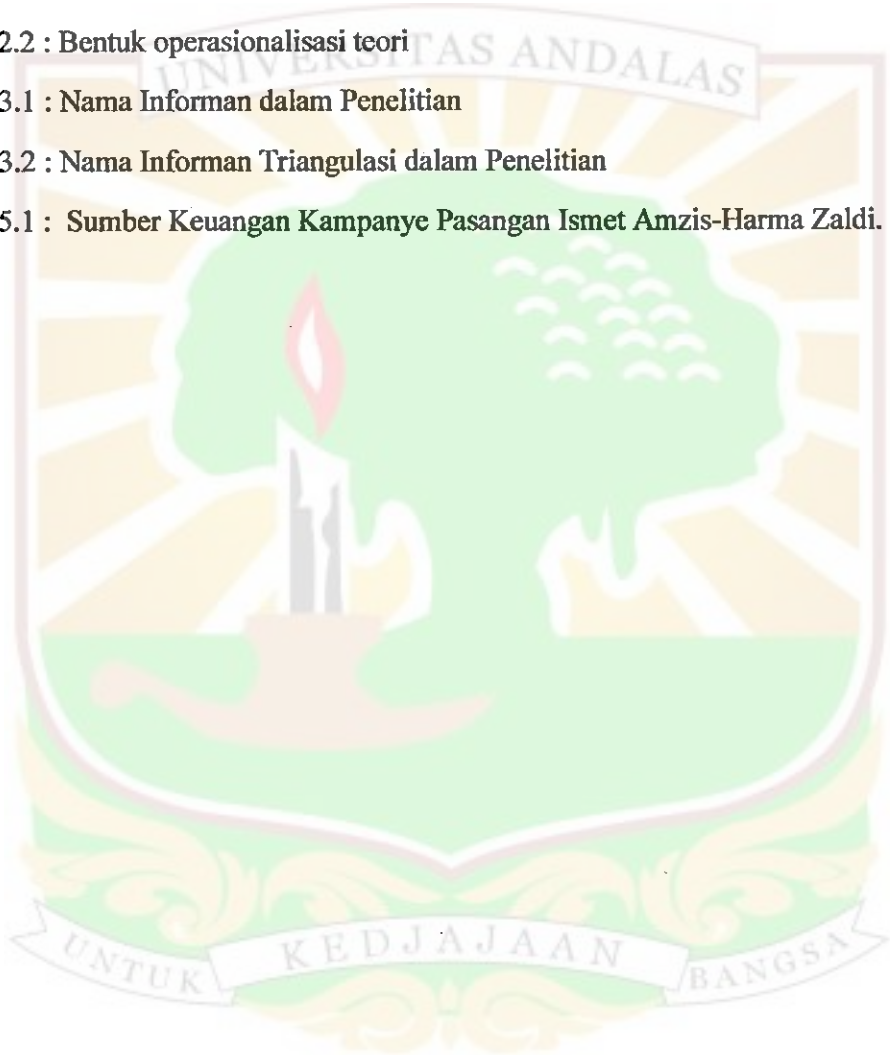 2.2 : Bentuk operasionalisasi teori
UNIVERSITAS ANDALAS
3.1 : Nama Informan dalam Penelitian
3.2 : Nama Informan Triangulasi dalam Penelitian
5.1 : Sumber Keuangan Kampanye Pasangan Ismet Amzis-Harma Zaldi.
UNTUK KEDJAJAAN BANGSA